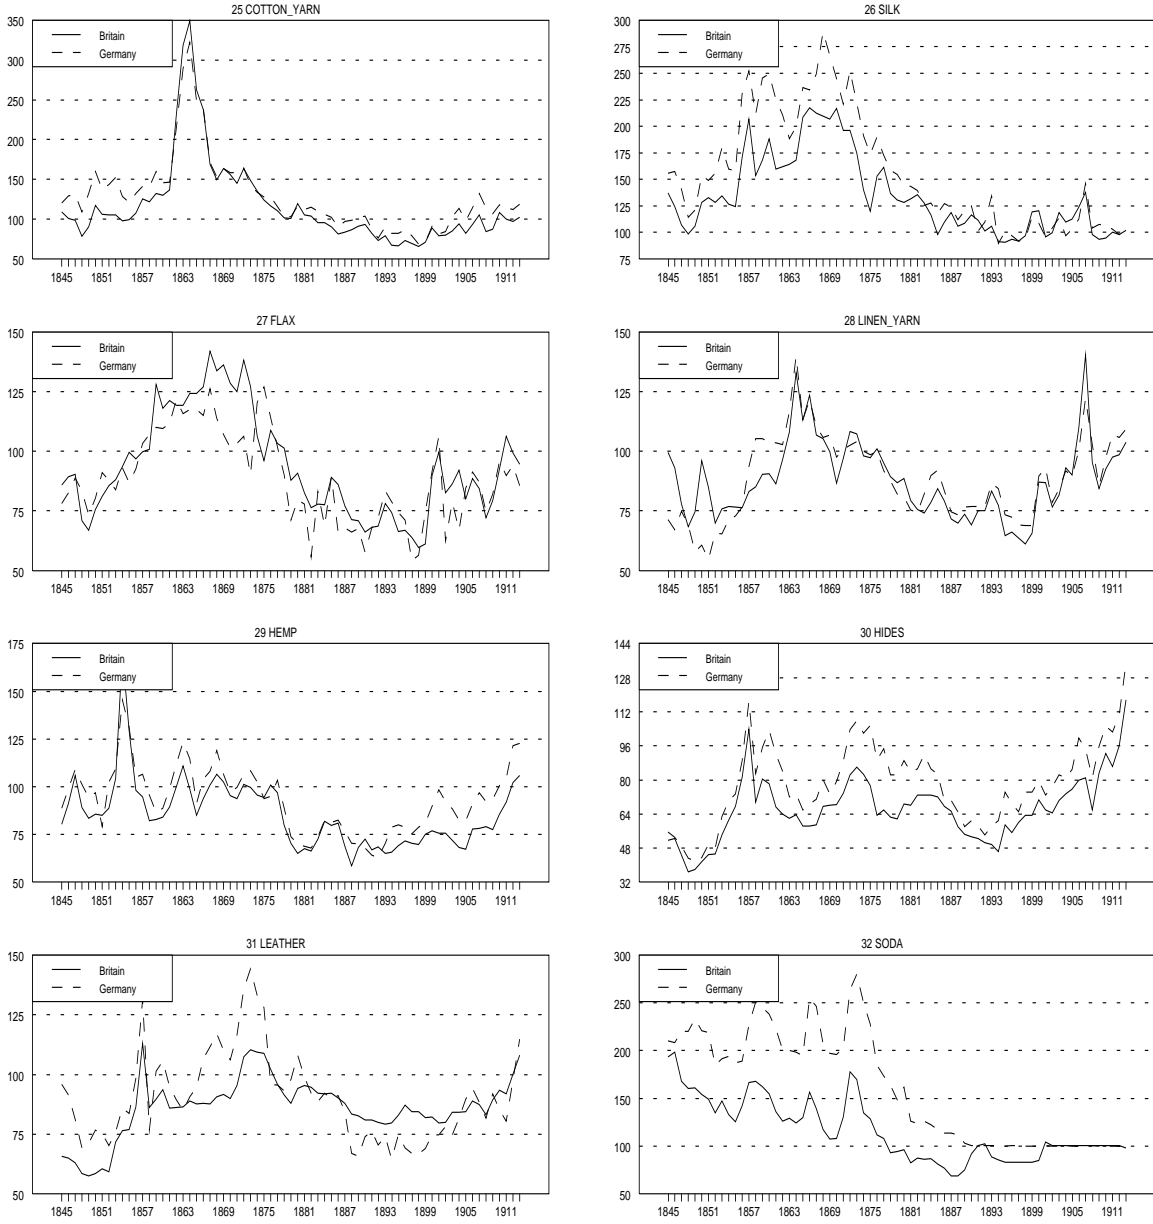 25 COTTON_YARN
350
300
250
200
150
100
50
Britain
Germany
1845 1851 1857 1863 1869 1875 1881 1887 1893 1899 1905 1911
26 SILK
300
275
250
225
200
175
150
125
100
75
Britain
Germany
1845 1851 1857 1863 1869 1875 1881 1887 1893 1899 1905 1911
27 FLAX
150
125
100
75
50
Britain
Germany
1845 1851 1857 1863 1869 1875 1881 1887 1893 1899 1905 1911
28 LINEN_YARN
150
125
100
75
50
Britain
Germany
1845 1851 1857 1863 1869 1875 1881 1887 1893 1899 1905 1911
29 HEMP
175
150
125
100
75
50
Britain
Germany
1845 1851 1857 1863 1869 1875 1881 1887 1893 1899 1905 1911
30 HIDES
144
128
112
96
80
64
48
32
Britain
Germany
1845 1851 1857 1863 1869 1875 1881 1887 1893 1899 1905 1911
31 LEATHER
150
125
100
75
50
Britain
Germany
1845 1851 1857 1863 1869 1875 1881 1887 1893 1899 1905 1911
32 SODA
300
250
200
150
100
50
Britain
Germany
1845 1851 1857 1863 1869 1875 1881 1887 1893 1899 1905 1911